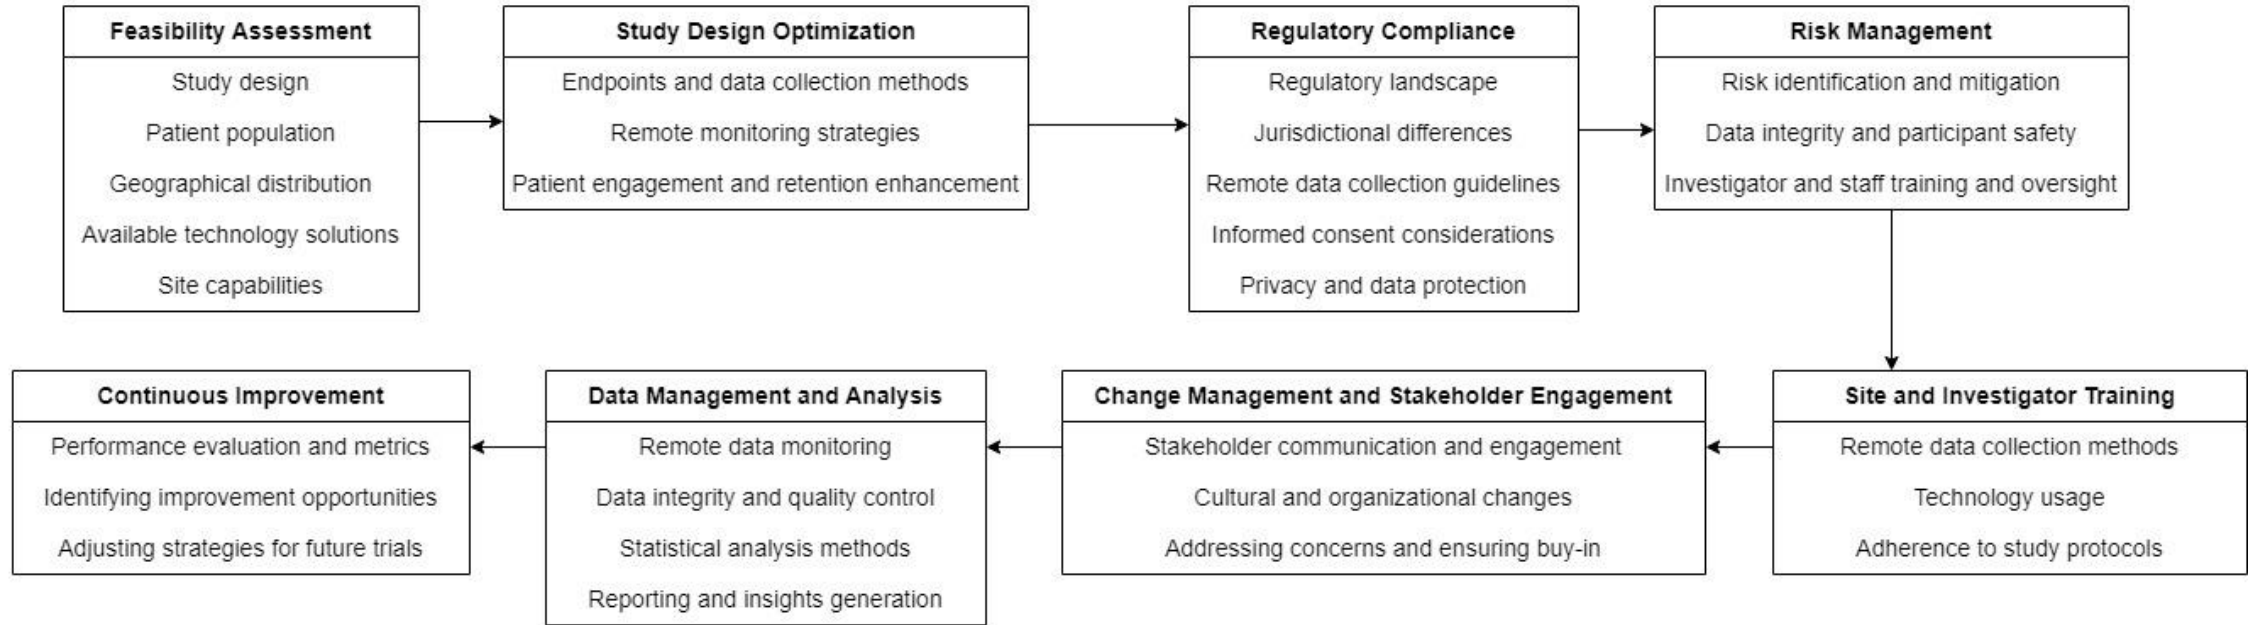 Feasibility Assessment
Study design
Patient population
Geographical distribution
Available technology solutions
Site capabilities
Study Design Optimization
Endpoints and data collection methods
Remote monitoring strategies
Patient engagement and retention enhancement
Regulatory Compliance
Regulatory landscape
Jurisdictional differences
Remote data collection guidelines
Informed consent considerations
Privacy and data protection
Risk Management
Risk identification and mitigation
Data integrity and participant safety
Investigator and staff training and oversight
Site and Investigator Training
Remote data collection methods
Technology usage
Adherence to study protocols
Change Management and Stakeholder Engagement
Stakeholder communication and engagement
Cultural and organizational changes
Addressing concerns and ensuring buy-in
Data Management and Analysis
Remote data monitoring
Data integrity and quality control
Statistical analysis methods
Reporting and insights generation
Continuous Improvement
Performance evaluation and metrics
Identifying improvement opportunities
Adjusting strategies for future trials